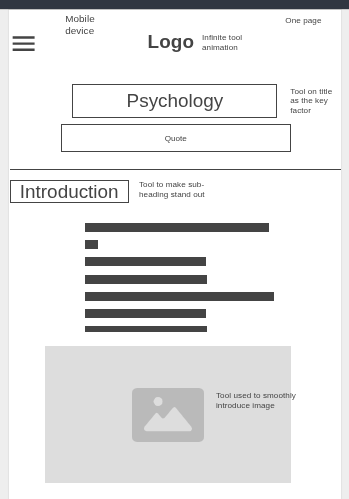 Mobile
device
One page
Logo
Infinite tool
animation
Psychology
Tool on title
as the key
factor
Quote
Introduction
Tool to make sub-
heading stand out
Tool used to smoothly
introduce image